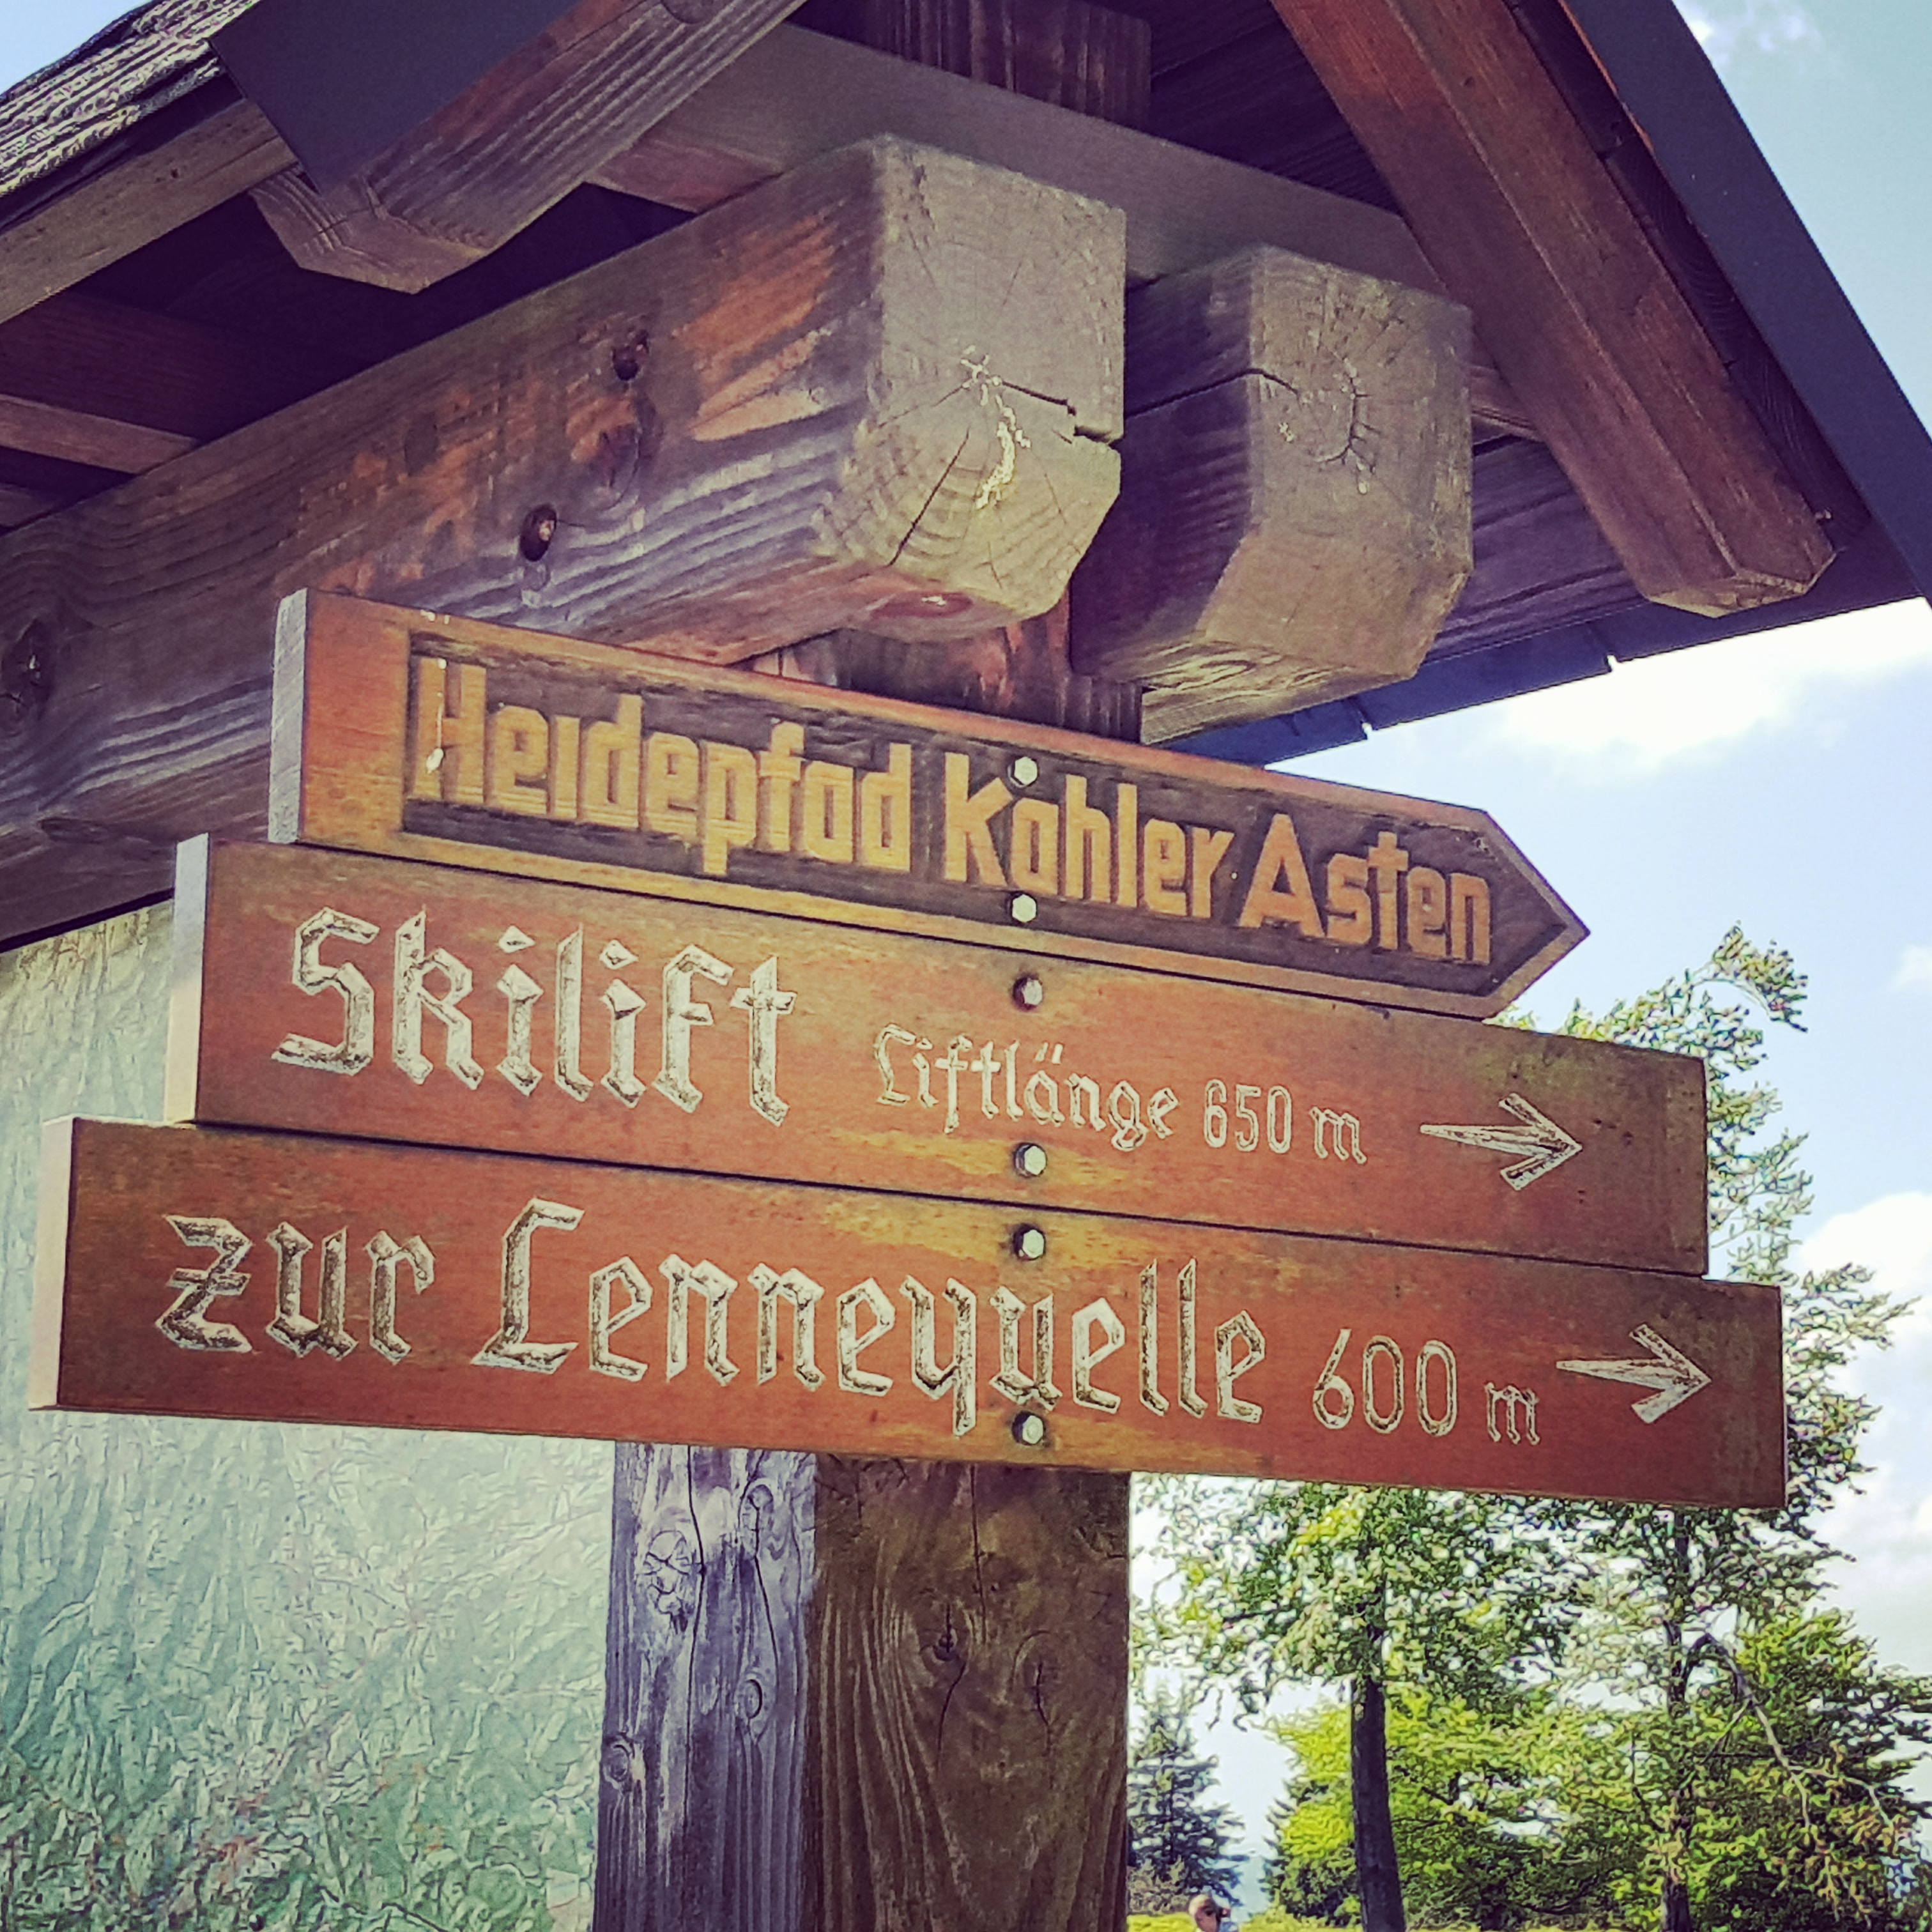 Heidepfad Kahler Asten
Skilift Liftlänge 650 m →
zur Lennequelle 600 m →